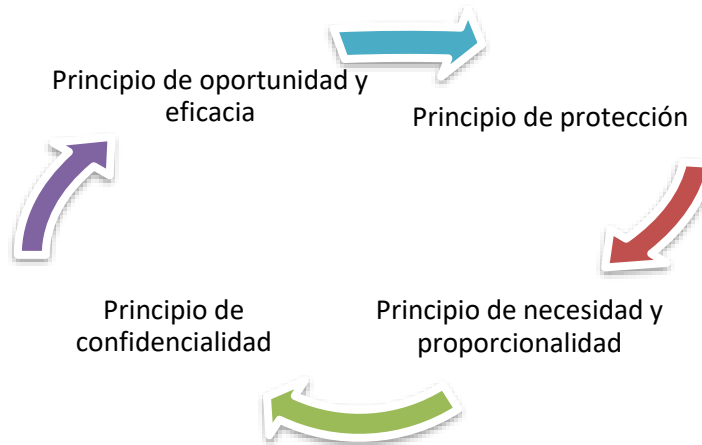 Principio de oportunidad y
eficacia
Principio de protección
Principio de necesidad y
proporcionalidad
Principio de
confidencialidad